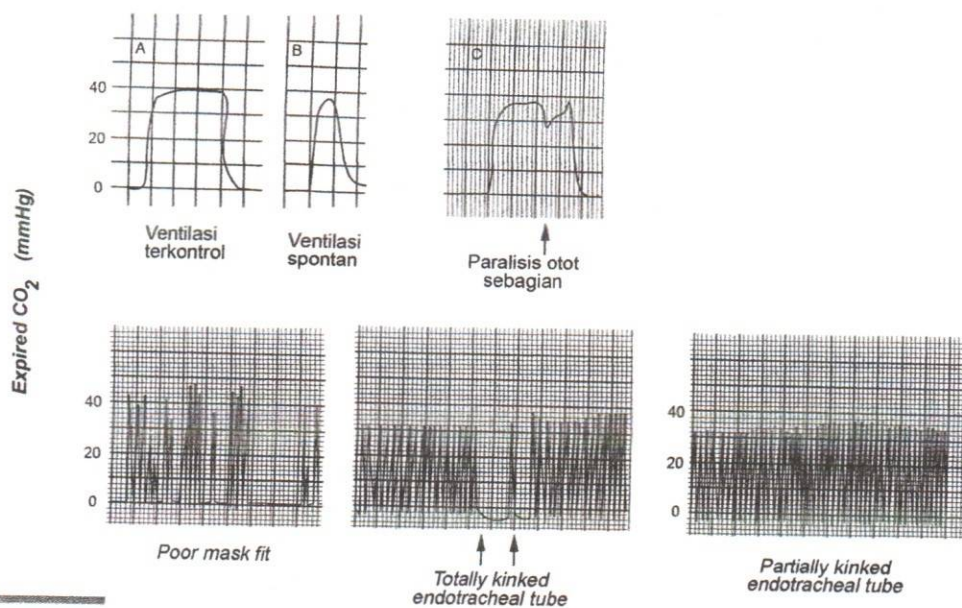 Expired CO2 (mmHg)
A
B
C
40
20
0
Ventilasi
terkontrol
Ventilasi
spontan
Paralisis otot
sebagian
40
20
0
40
20
0
Poor mask fit
Totally kinked
endotracheal tube
Partially kinked
endotracheal tube